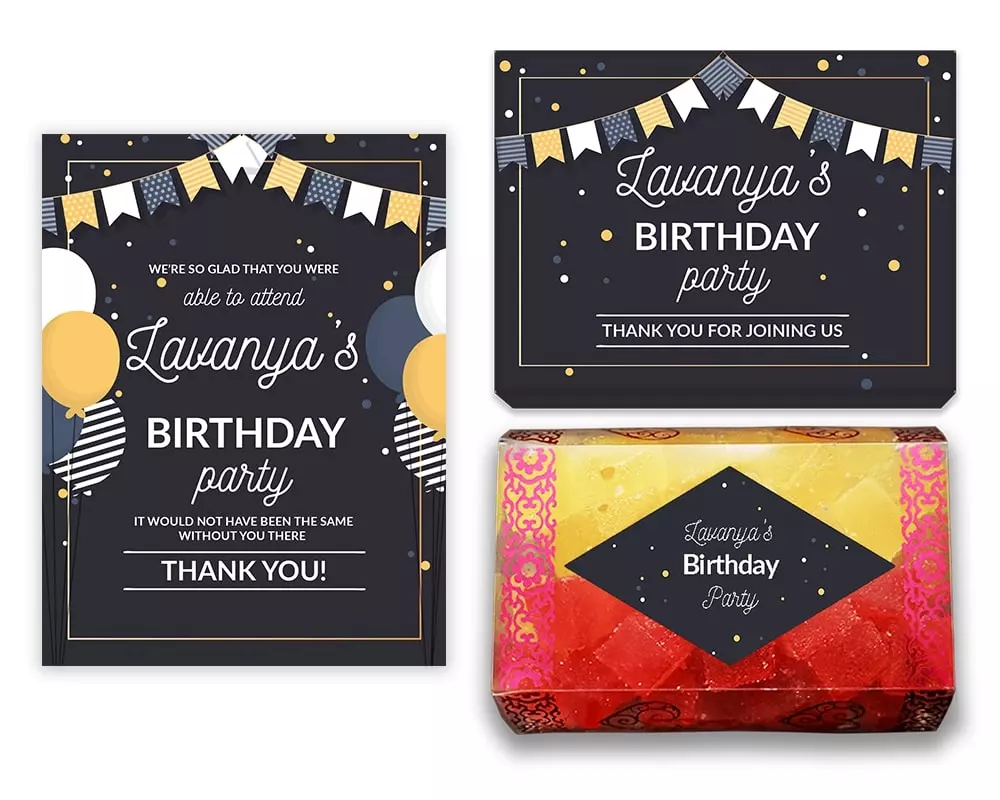 WE'RE SO GLAD THAT YOU WERE
able to attend
Lavanya's
BIRTHDAY
party
IT WOULD NOT HAVE BEEN THE SAME
WITHOUT YOU THERE
THANK YOU!
Lavanya's
BIRTHDAY
party
THANK YOU FOR JOINING US
Lavanya's
Birthday
Party